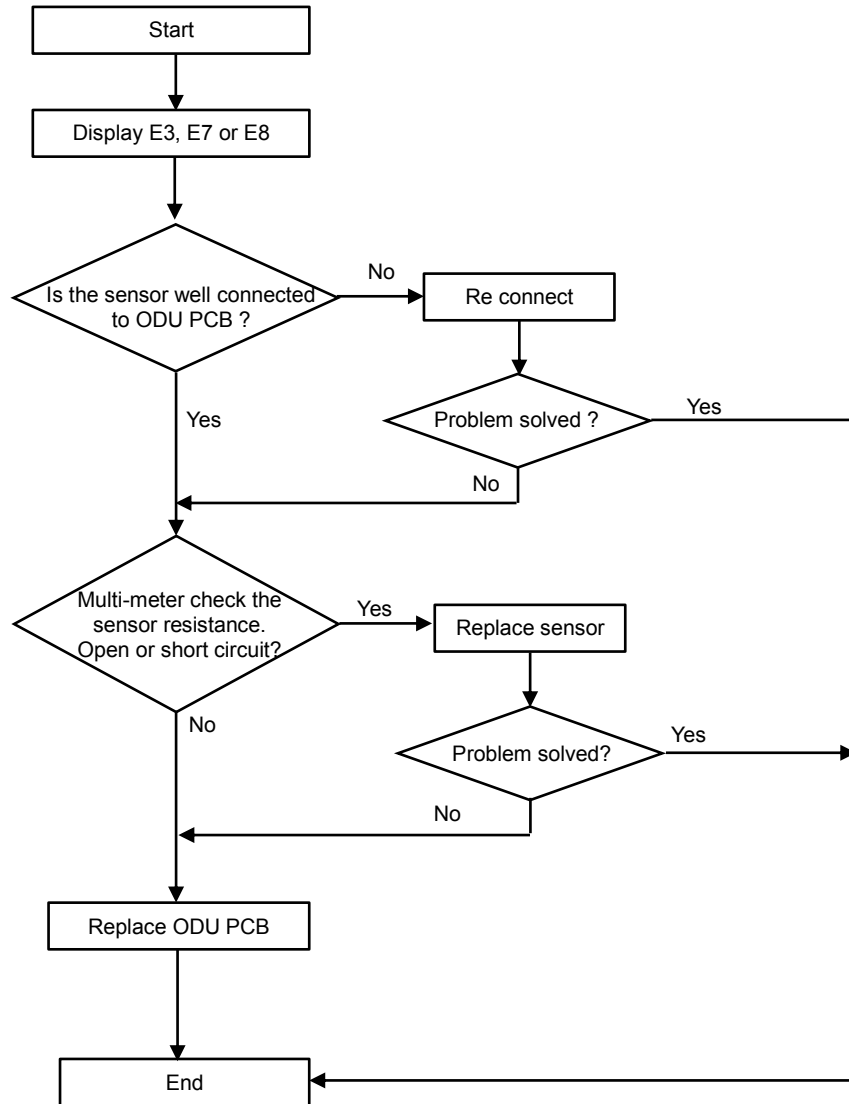 Start
Display E3, E7 or E8
Is the sensor well connected
to ODU PCB ?
No
Re connect
Yes
Problem solved ?
Yes
No
Multi-meter check the
sensor resistance.
Open or short circuit?
Yes
Replace sensor
No
Problem solved?
Yes
No
Replace ODU PCB
End